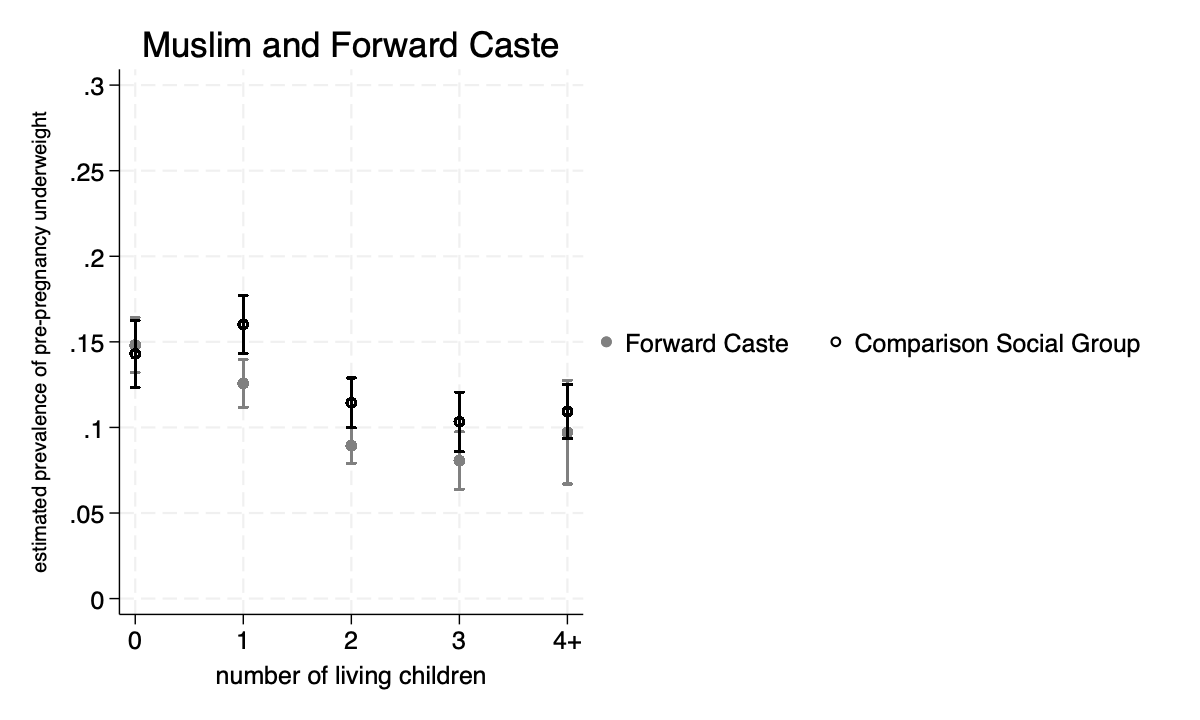 Muslim and Forward Caste
estimated prevalence of pre-pregnancy underweight
.3
.25
.2
.15
.1
.05
0
0 1 2 3 4+
number of living children
Forward Caste Comparison Social Group